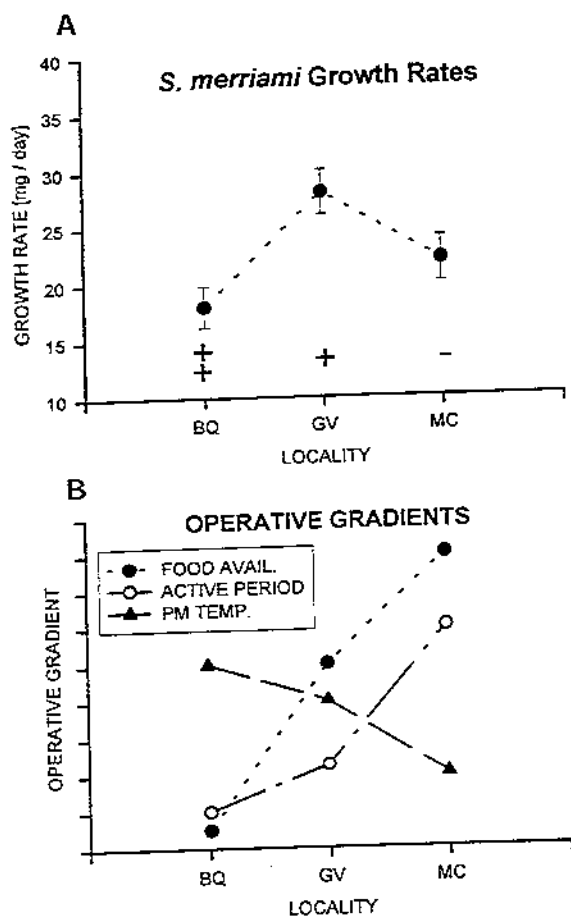 A
S. merriami Growth Rates
GROWTH RATE [mg / day]
40
35
30
25
20
15
10
+
+
+
–
BQ
GV
MC
LOCALITY
B
OPERATIVE GRADIENTS
FOOD AVAIL.
ACTIVE PERIOD
PM TEMP.
OPERATIVE GRADIENT
BQ
GV
MC
LOCALITY